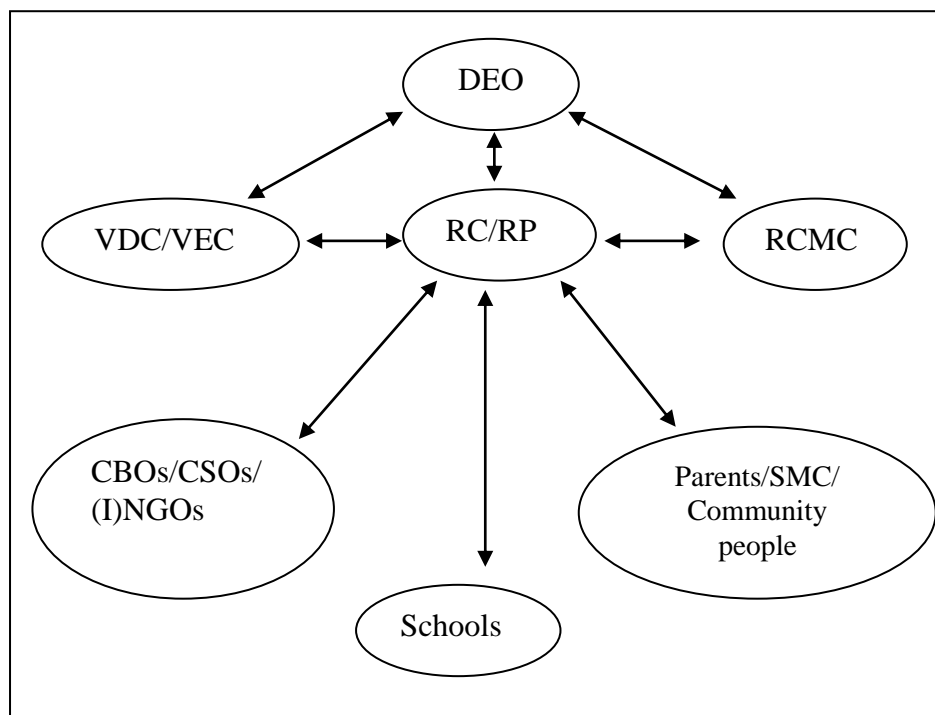 DEO
VDC/VEC
RC/RP
RCMC
CBOs/CSOs/
(I)NGOs
Parents/SMC/
Community
people
Schools